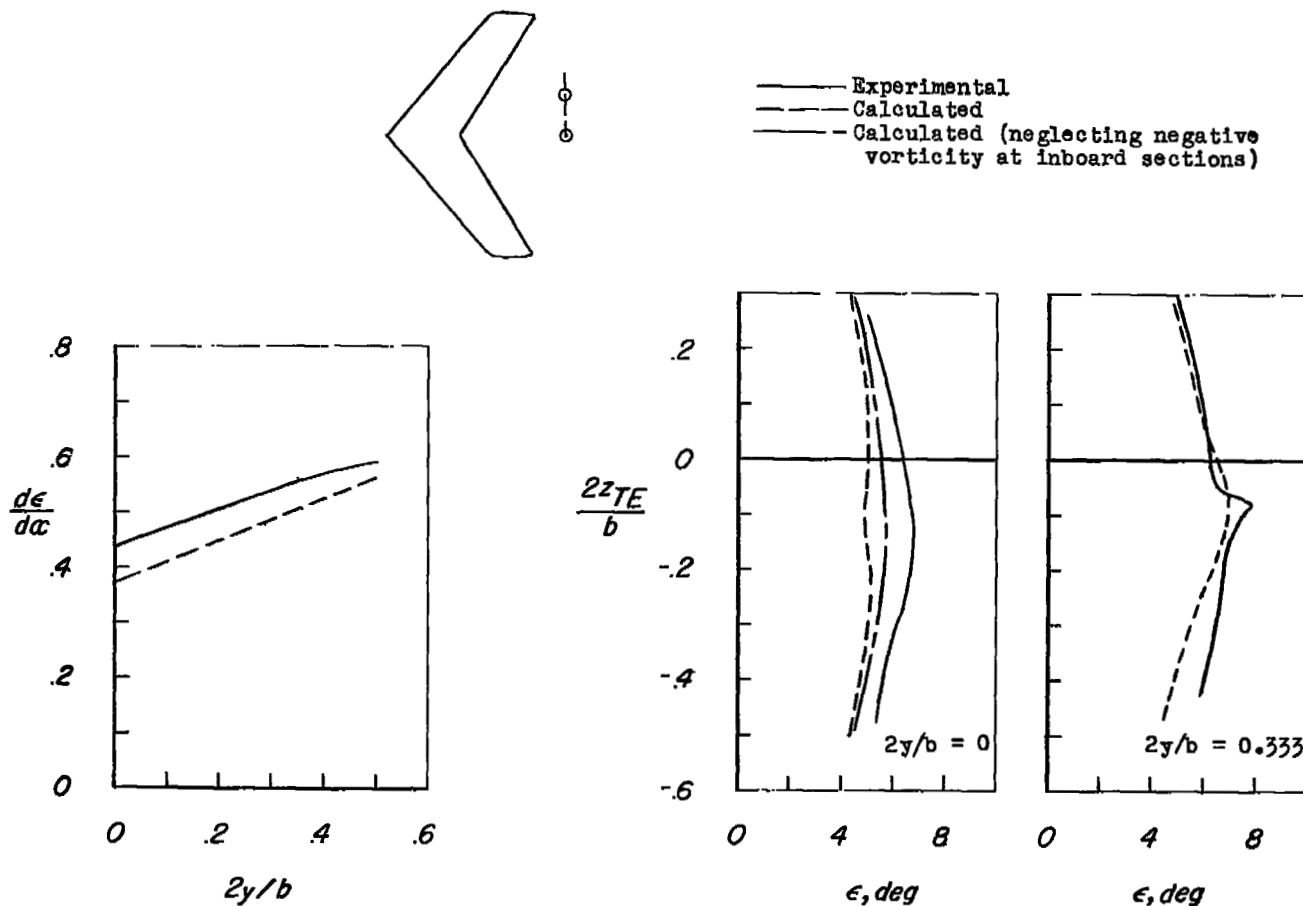 Experimental
Calculated
Calculated (neglecting negative
vorticity at inboard sections)
.8
.6
.4
.2
0
dϵ
dα
0 .2 .4 .6
2y/b
.2
0
-.2
-.4
-.6
2zTE
b
2y/b = 0
0 4 8
ϵ, deg
2y/b = 0.333
0 4 8
ϵ, deg